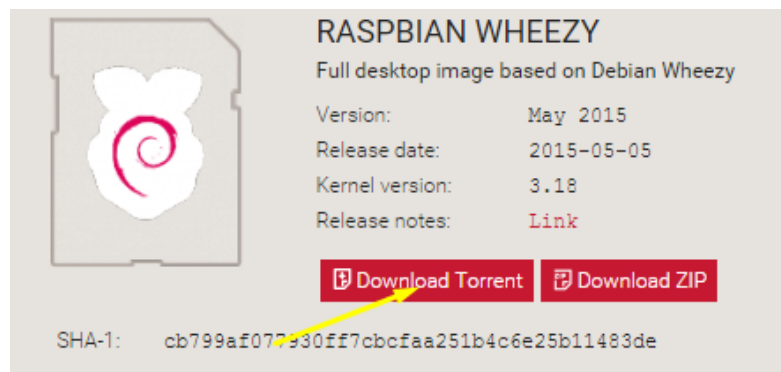 RASPBIAN WHEEZY
Full desktop image based on Debian Wheezy
Version: May 2015
Release date: 2015-05-05
Kernel version: 3.18
Release notes: Link
Download Torrent Download ZIP
SHA-1: cb799af077930ff7cbcfaa251b4c6e25b11483de